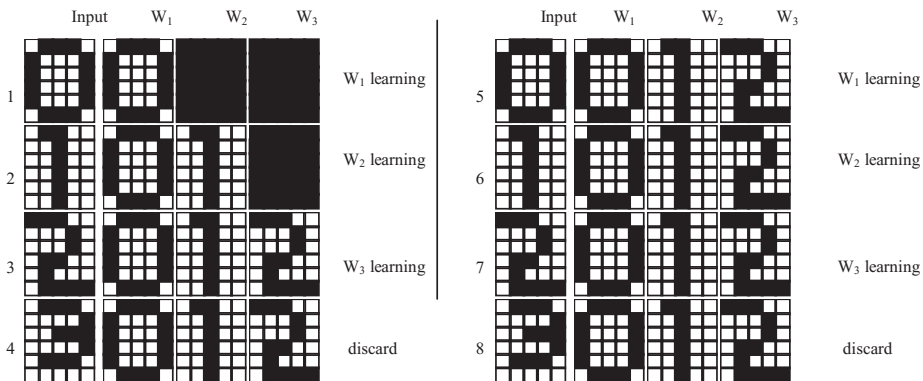 Input W₁ W₂ W₃
1 W₁ learning
2 W₂ learning
3 W₃ learning
4 discard
Input W₁ W₂ W₃
5 W₁ learning
6 W₂ learning
7 W₃ learning
8 discard